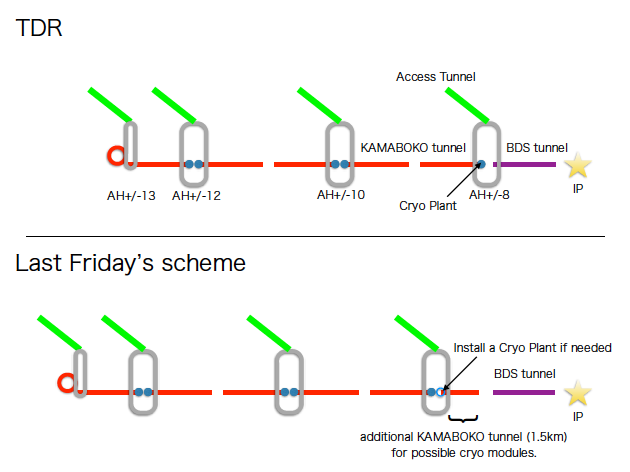 TDR
Access Tunnel
KAMABOKO tunnel
BDS tunnel
IP
AH+/-13
AH+/-12
AH+/-10
AH+/-8
Cryo Plant
Last Friday's scheme
Install a Cryo Plant if needed
BDS tunnel
IP
additional KAMABOKO tunnel (1.5km)
for possible cryo modules.